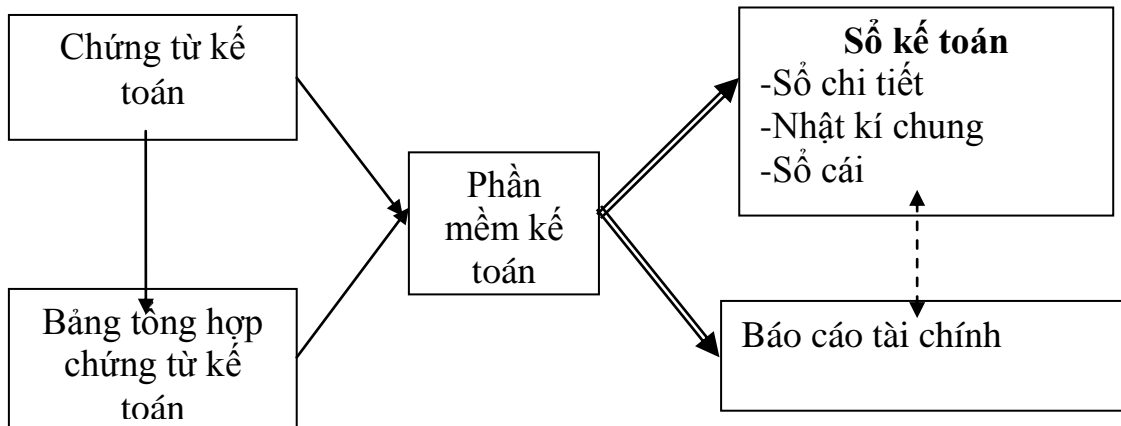 Chứng từ kế
toán
Sổ kế toán
-Sổ chi tiết
-Nhật kí chung
-Sổ cái
Phần
mềm kế
toán
Bảng tổng hợp
chứng từ kế
toán
Báo cáo tài chính